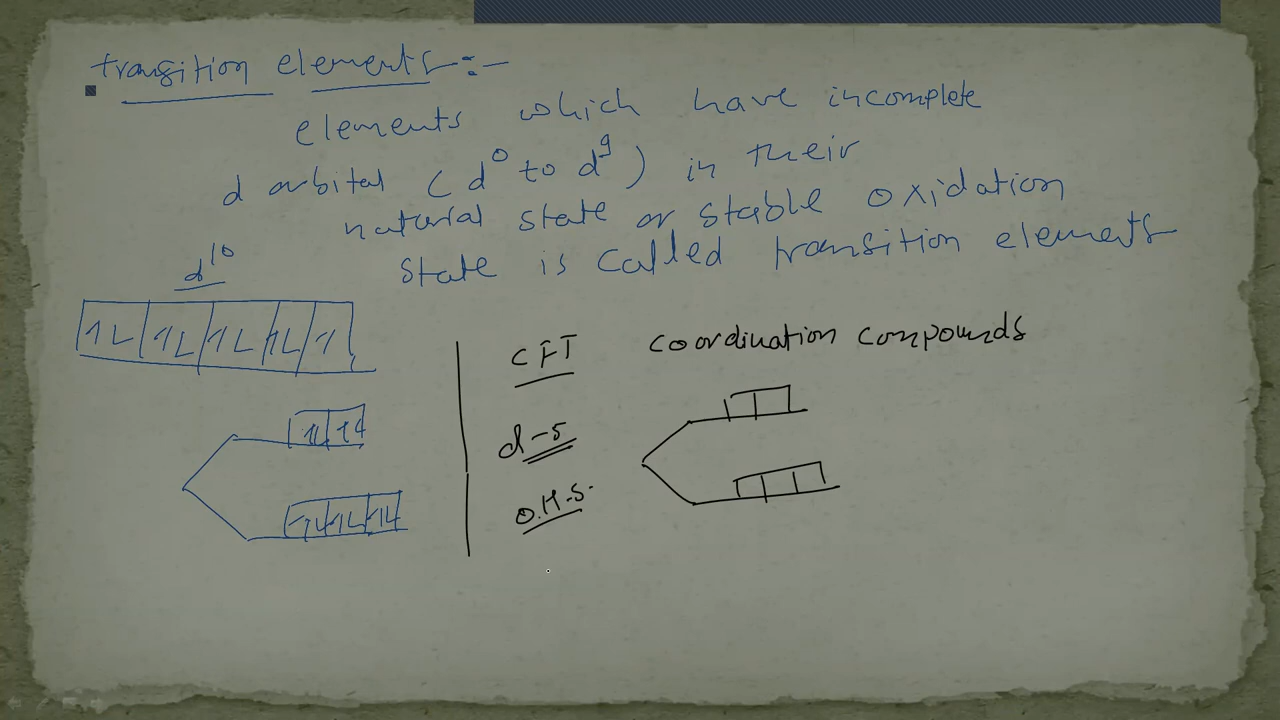 transition elements :-
elements which have incomplete
d orbital (d⁰ to d⁹) in their
natural state or stable oxidation
state is called transition elements
d¹⁰
CFT coordination compounds
d-5
O.H.S.